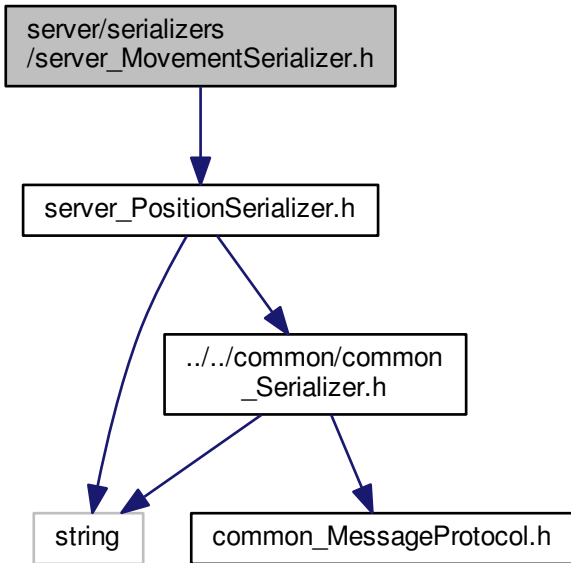 server/serializers
/server_MovementSerializer.h
server_PositionSerializer.h
../../common/common
_Serializer.h
string
common_MessageProtocol.h